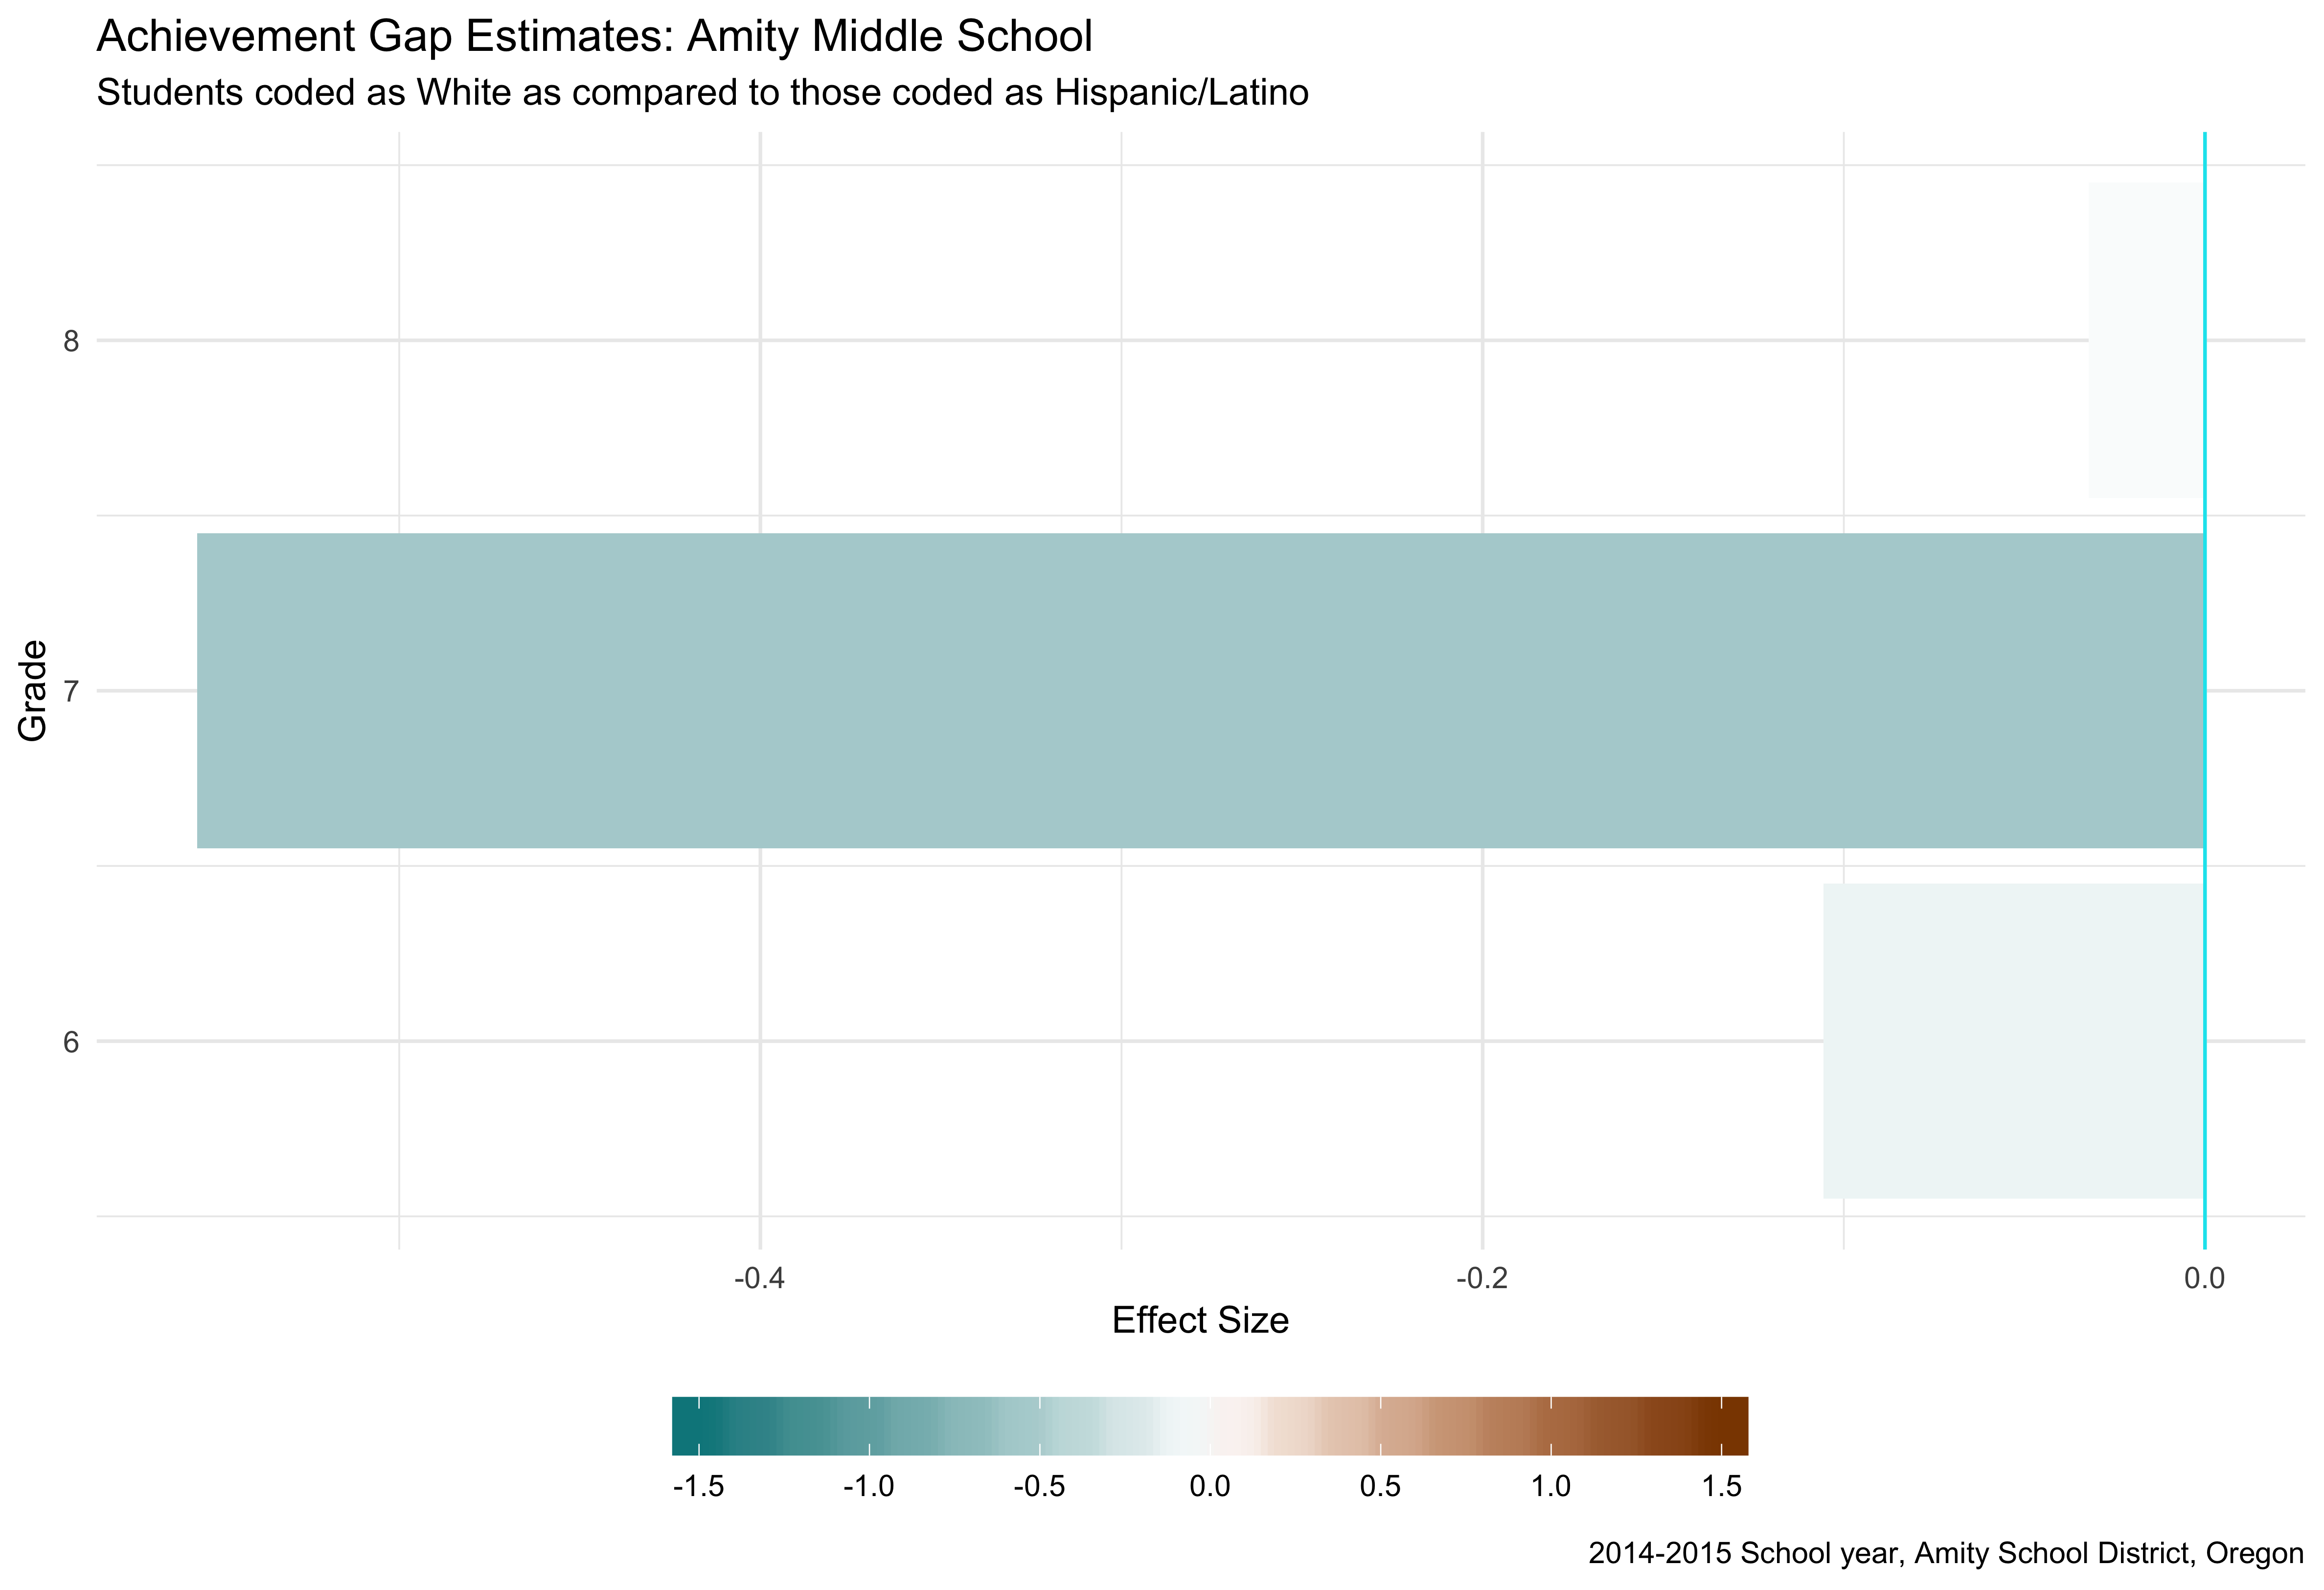 Achievement Gap Estimates: Amity Middle School
Students coded as White as compared to those coded as Hispanic/Latino
8
7
6
Grade
-0.4 -0.2 0.0
Effect Size
-1.5 -1.0 -0.5 0.0 0.5 1.0 1.5
2014-2015 School year, Amity School District, Oregon